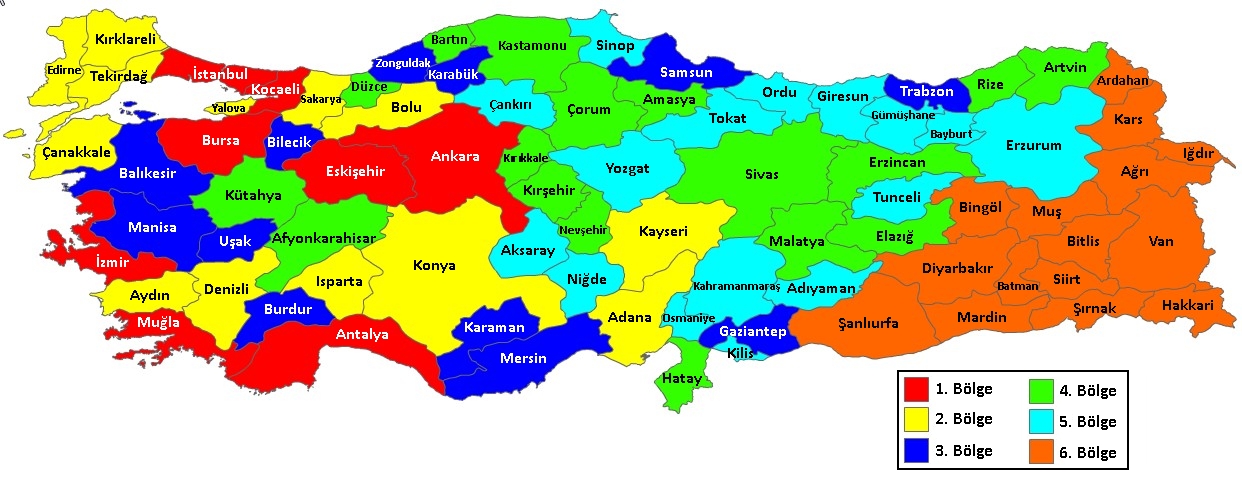 Kırklareli
Edirne
Tekirdağ
İstanbul
Kocaeli
Yalova
Sakarya
Düzce
Bolu
Zonguldak
Bartın
Karabük
Kastamonu
Sinop
Samsun
Çankırı
Çorum
Amasya
Tokat
Ordu
Giresun
Trabzon
Gümüşhane
Bayburt
Rize
Artvin
Ardahan
Kars
Iğdır
Ağrı
Erzurum
Erzincan
Çanakkale
Balıkesir
Bursa
Bilecik
Eskişehir
Ankara
Kırıkkale
Kırşehir
Yozgat
Sivas
Tunceli
Bingöl
Muş
Bitlis
Van
Kütahya
Manisa
Uşak
Afyonkarahisar
İzmir
Aydın
Denizli
Isparta
Konya
Aksaray
Nevşehir
Niğde
Kayseri
Malatya
Elazığ
Diyarbakır
Batman
Siirt
Şırnak
Hakkari
Mardin
Şanlıurfa
Adıyaman
Kahramanmaraş
Osmaniye
Gaziantep
Kilis
Hatay
Adana
Mersin
Karaman
Antalya
Burdur
Muğla
1. Bölge
2. Bölge
3. Bölge
4. Bölge
5. Bölge
6. Bölge